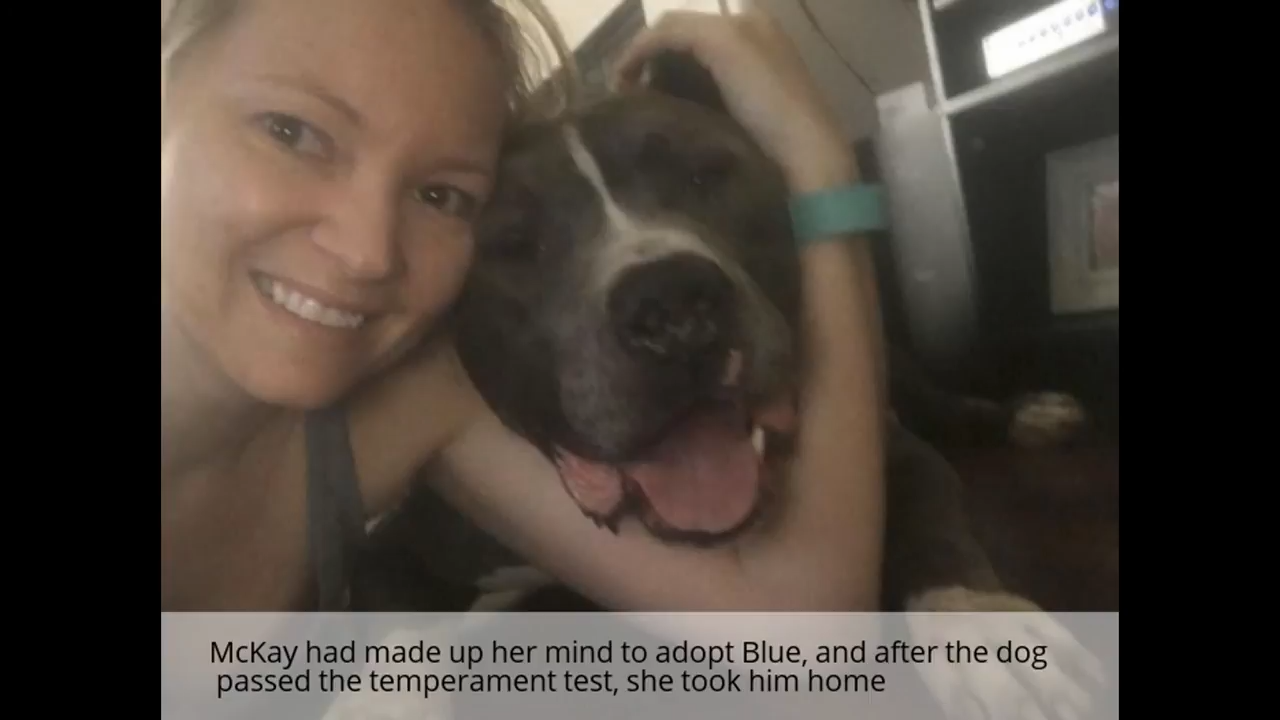 McKay had made up her mind to adopt Blue, and after the dog
passed the temperament test, she took him home